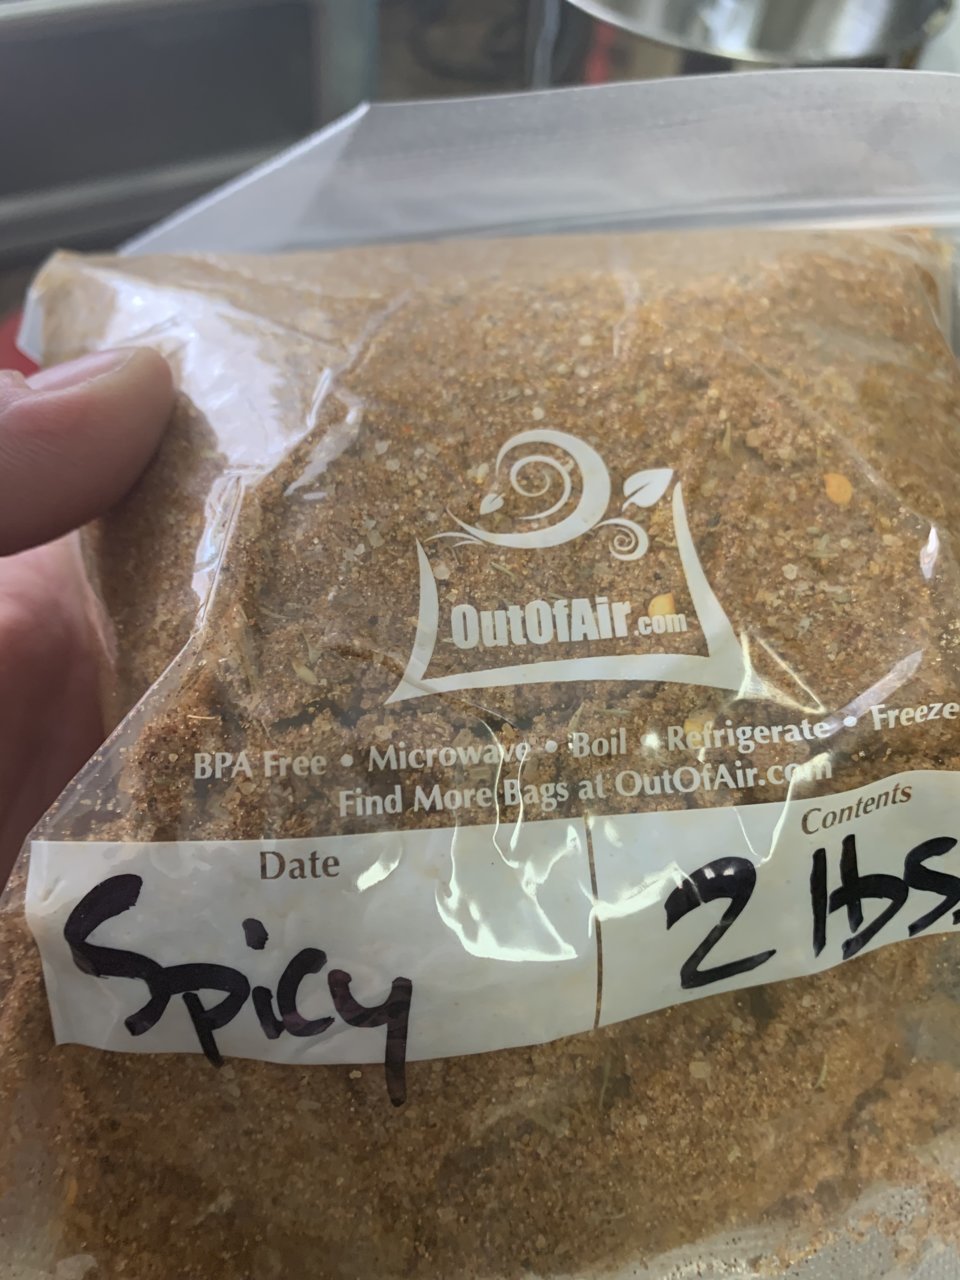 OutOfAir.com
BPA Free • Microwave • Boil • Refrigerate • Freeze
Find More Bags at OutOfAir.com
Date
Contents
Spicy
2 lbs.